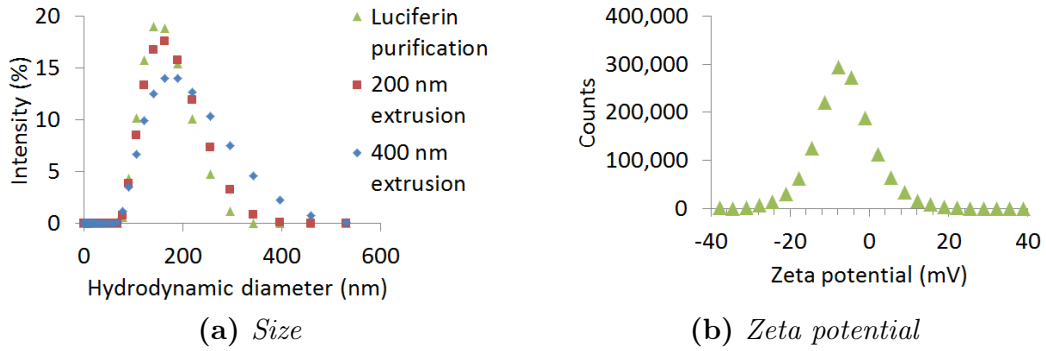 20
15
10
5
0
Intensity (%)
0 200 400 600
Hydrodynamic diameter (nm)
Luciferin
purification
200 nm
extrusion
400 nm
extrusion
(a) Size
400,000
300,000
200,000
100,000
0
Counts
-40 -20 0 20 40
Zeta potential (mV)
(b) Zeta potential